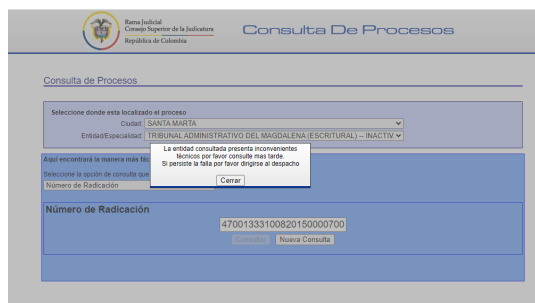 Rama Judicial
Consejo Superior de la Judicatura
República de Colombia
Consulta De Procesos
Consulta de Procesos
Seleccione donde esta localizado el proceso
Ciudad: SANTA MARTA
Entidad/Especialidad: TRIBUNAL ADMINISTRATIVO DEL MAGDALENA (ESCRITURAL) -- INACTIV
La entidad consultada presenta inconvenientes
técnicos por favor consulte mas tarde.
Si persiste la falla por favor dirigirse al despacho
Cerrar
Aquí encontrará la manera más fác
Seleccione la opción de consulta que
Número de Radicación
Número de Radicación
47001333100820150000700
Consultar Nueva Consulta